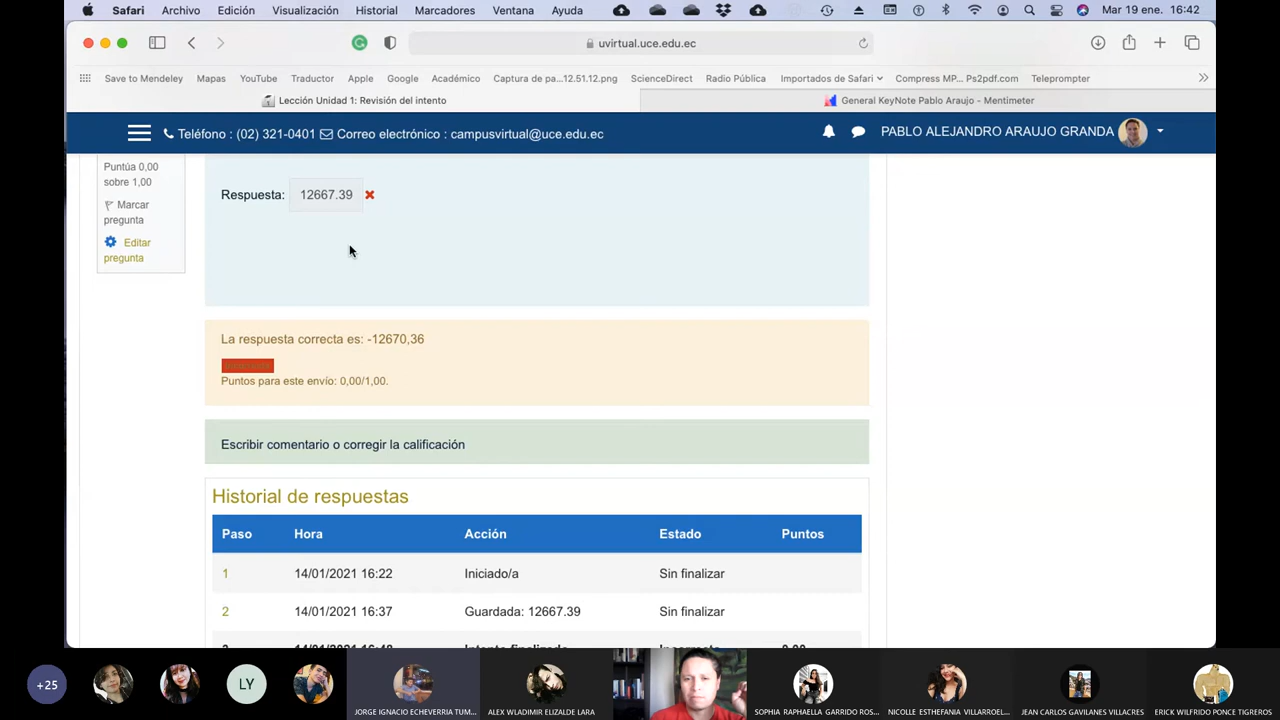 Safari Archivo Edición Visualización Historial Marcadores Ventana Ayuda Mar 19 ene. 16:42
uvirtual.uce.edu.ec
Save to Mendeley Mapas YouTube Traductor Apple Google Académico Captura de pa...12.51.12.png ScienceDirect Radio Pública Importados de Safari Compress MP... Ps2pdf.com Teleprompter
Lección Unidad 1: Revisión del intento General KeyNote Pablo Araujo - Mentimeter
Teléfono : (02) 321-0401 Correo electrónico : campusvirtual@uce.edu.ec PABLO ALEJANDRO ARAUJO GRANDA
Puntúa 0,00
sobre 1,00
Marcar
pregunta
Editar
pregunta
Respuesta: 12667.39
La respuesta correcta es: -12670,36
Puntos para este envío: 0,00/1,00.
Escribir comentario o corregir la calificación
Historial de respuestas
Paso Hora Acción Estado Puntos
1 14/01/2021 16:22 Iniciado/a Sin finalizar
2 14/01/2021 16:37 Guardada: 12667.39 Sin finalizar
+25 LY JORGE IGNACIO ECHEVERRIA TUM... ALEX WLADIMIR ELIZALDE LARA SOPHIA RAPHAELLA GARRIDO ROS... NICOLLE ESTHEFANIA VILLARROEL... JEAN CARLOS GAVILANES VILLACRES ERICK WILFRIDO PONCE TIGREROS